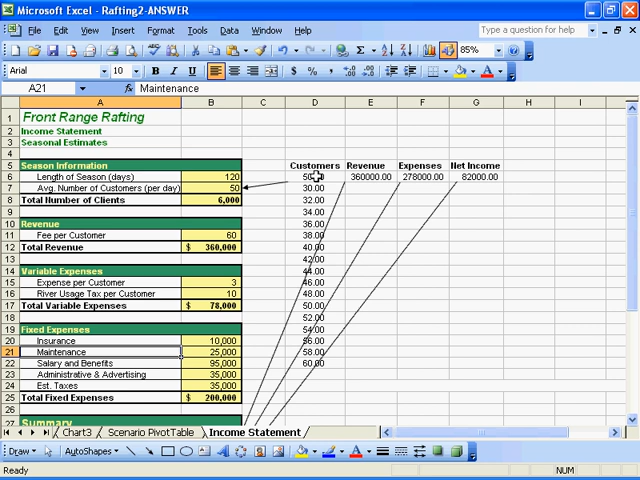 Microsoft Excel - Rafting2-ANSWER
File Edit View Insert Format Tools Data Window Help
Type a question for help
85%
Arial 10 B I U $ % ,
A21 Maintenance
A B C D E F G H I J
1 Front Range Rafting
2 Income Statement
3 Seasonal Estimates
4
5 Season Information Customers Revenue Expenses Net Income
6 Length of Season (days) 120 360000.00 278000.00 82000.00
7 Avg. Number of Customers (per day) 50 30.00
8 Total Number of Clients 6,000 32.00
9 34.00
10 Revenue 36.00
11 Fee per Customer 60 38.00
12 Total Revenue $ 360,000 40.00
13 42.00
14 Variable Expenses 44.00
15 Expense per Customer 3 46.00
16 River Usage Tax per Customer 10 48.00
17 Total Variable Expenses $ 78,000 50.00
18 52.00
19 Fixed Expenses 54.00
20 Insurance 10,000 56.00
21 Maintenance 25,000 58.00
22 Salary and Benefits 95,000 60.00
23 Administrative & Advertising 35,000
24 Est. Taxes 35,000
25 Total Fixed Expenses $ 200,000
26
27 Summary
Chart3 Scenario PivotTable Income Statement
Draw AutoShapes
Ready NUM